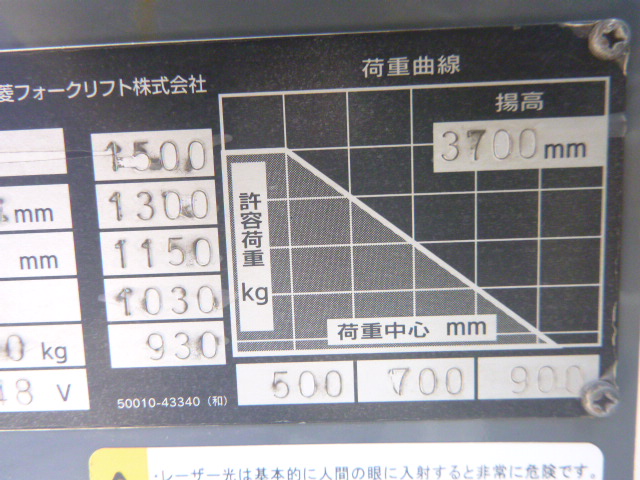 菱フォークリフト株式会社
荷重曲線
揚高
3700mm
1500
1300
1150
1030
930
許容荷重
kg
荷重中心 mm
500 700 900
mm
mm
0 kg
48 V
50010-43340 (和)
・レーザー光は基本的に人間の眼に入射すると非常に危険です。